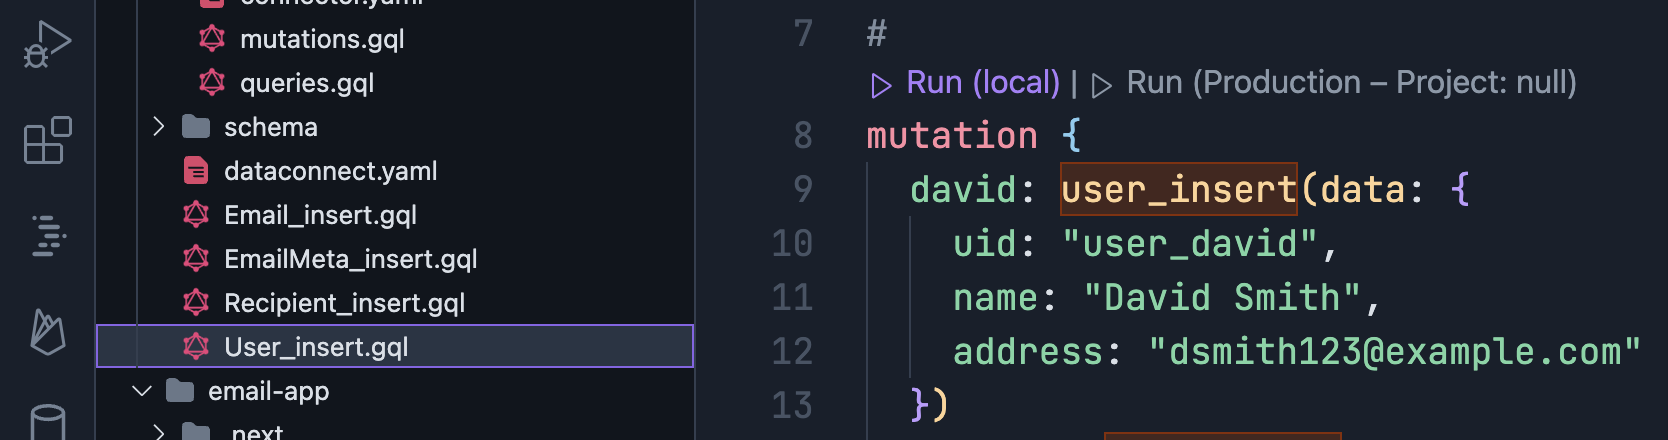 connector.yaml
mutations.gql
queries.gql
schema
dataconnect.yaml
Email_insert.gql
EmailMeta_insert.gql
Recipient_insert.gql
User_insert.gql
email-app
.next
7 #
Run (local) | Run (Production – Project: null)
8 mutation {
9 david: user_insert(data: {
10 uid: "user_david",
11 name: "David Smith",
12 address: "dsmith123@example.com"
13 })